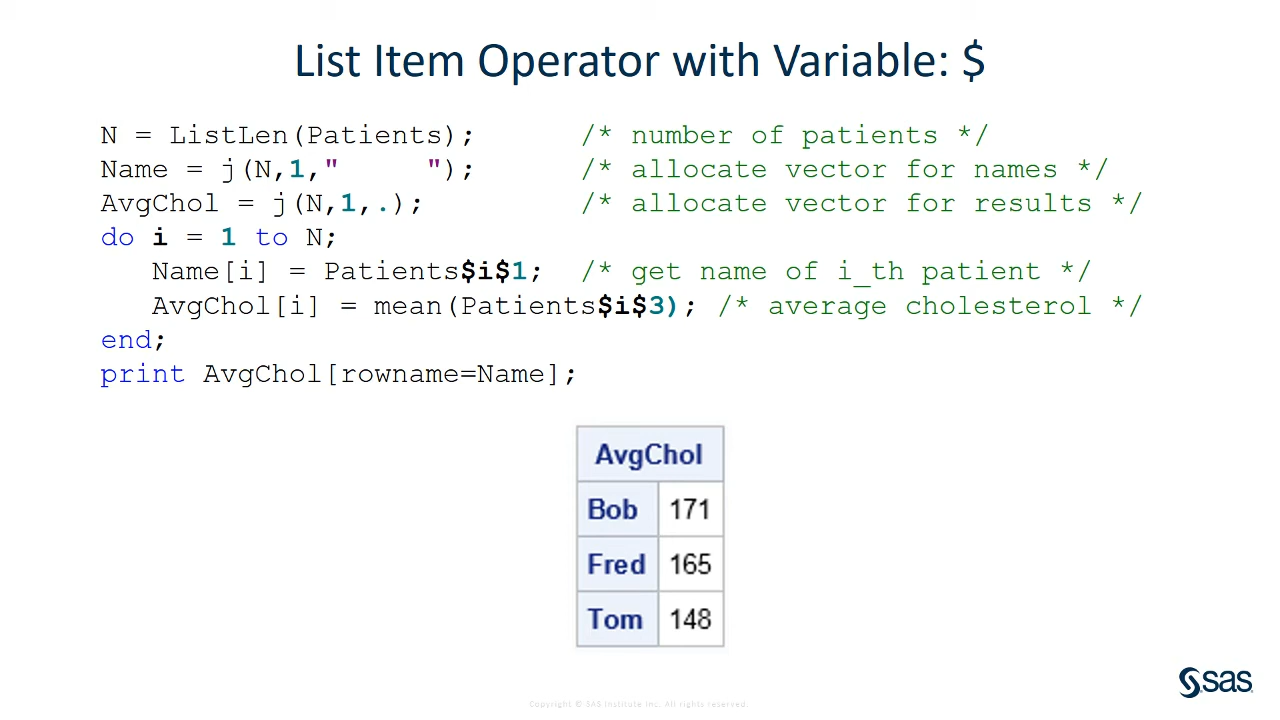 List Item Operator with Variable: $
N = ListLen(Patients);       /* number of patients */
Name = j(N,1,"     ");       /* allocate vector for names */
AvgChol = j(N,1,.);          /* allocate vector for results */
do i = 1 to N;
   Name[i] = Patients$i$1;   /* get name of i_th patient */
   AvgChol[i] = mean(Patients$i$3); /* average cholesterol */
end;
print AvgChol[rowname=Name];
AvgChol
Bob 171
Fred 165
Tom 148
sas
Copyright © SAS Institute Inc. All rights reserved.